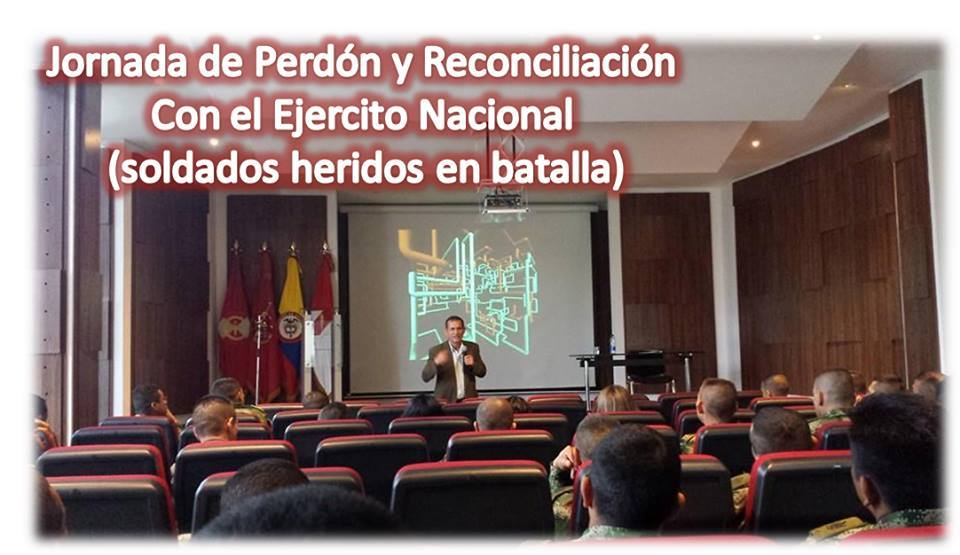 Jornada de Perdón y Reconciliación
Con el Ejercito Nacional
(soldados heridos en batalla)